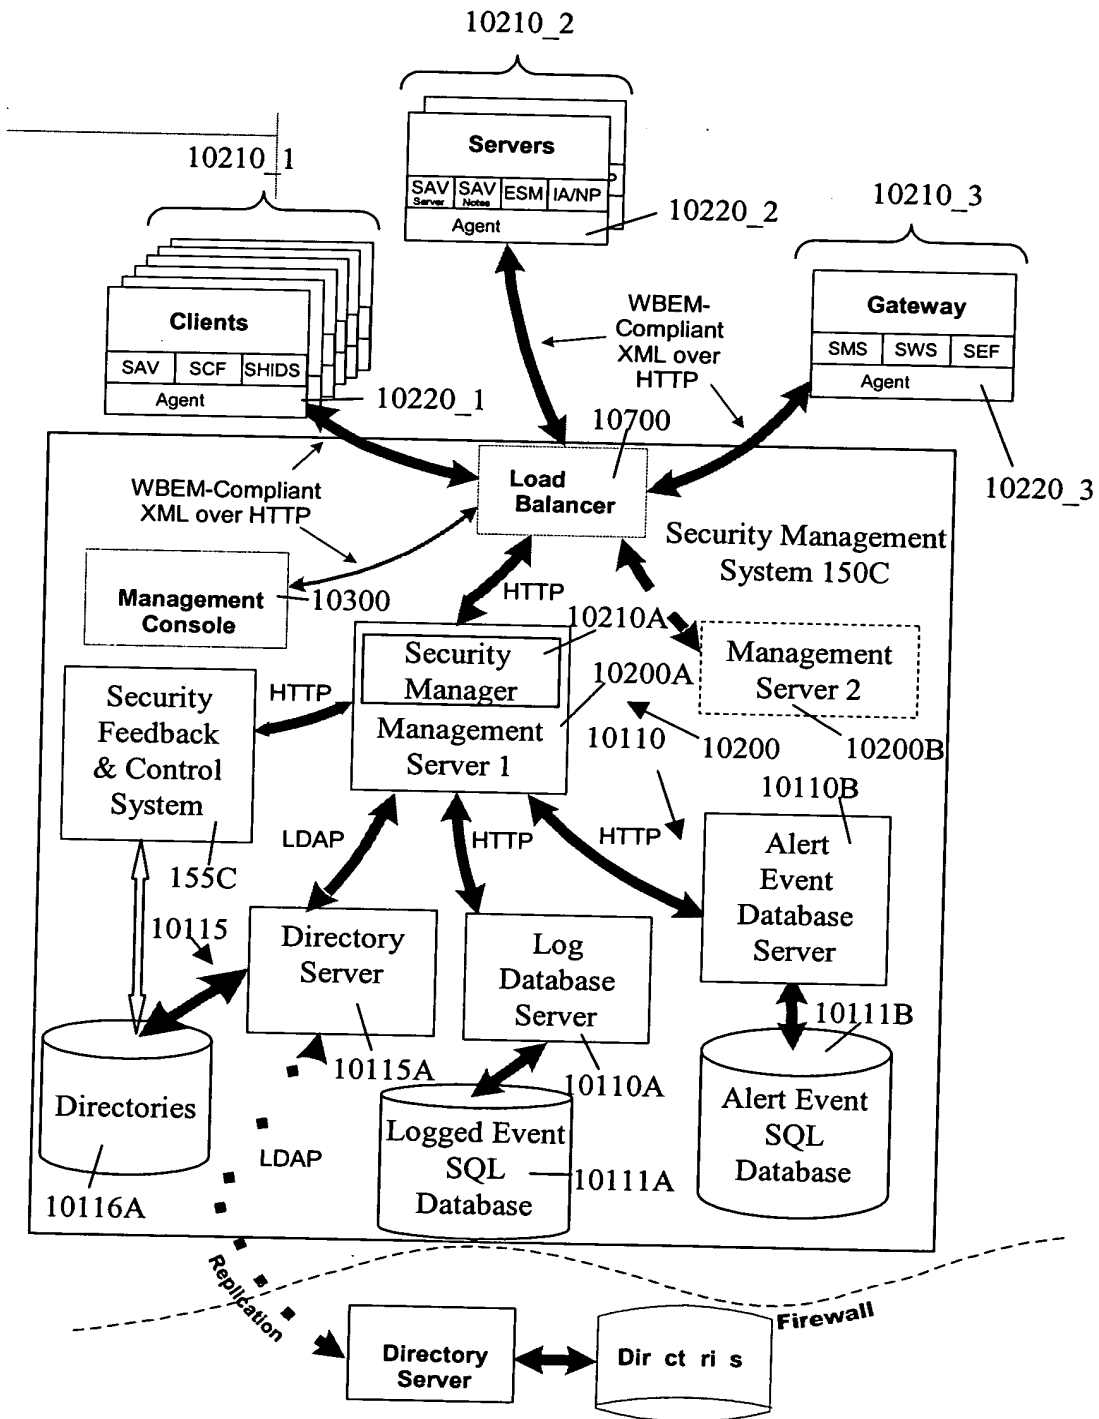 10210_2
Servers
SAV Server
SAV Notes
ESM
IA/NP
P
Agent
10220_2
10210_1
Clients
SAV
SCF
SHIDS
Agent
10220_1
10210_3
Gateway
SMS
SWS
SEF
Agent
10220_3
WBEM-
Compliant
XML over
HTTP
10700
Load
Balancer
WBEM-Compliant
XML over HTTP
Security Management
System 150C
Management
Console
10300
HTTP
10210A
Security
Manager
10200A
Management
Server 1
Management
Server 2
10200B
10200
10110
Security
Feedback
& Control
System
HTTP
155C
LDAP
HTTP
HTTP
10110B
Alert
Event
Database
Server
10115
Directory
Server
10115A
Log
Database
Server
10110A
10111B
Directories
10116A
LDAP
Logged Event
SQL
Database
10111A
Alert Event
SQL
Database
Replication
Firewall
Directory
Server
Dir ct ri s